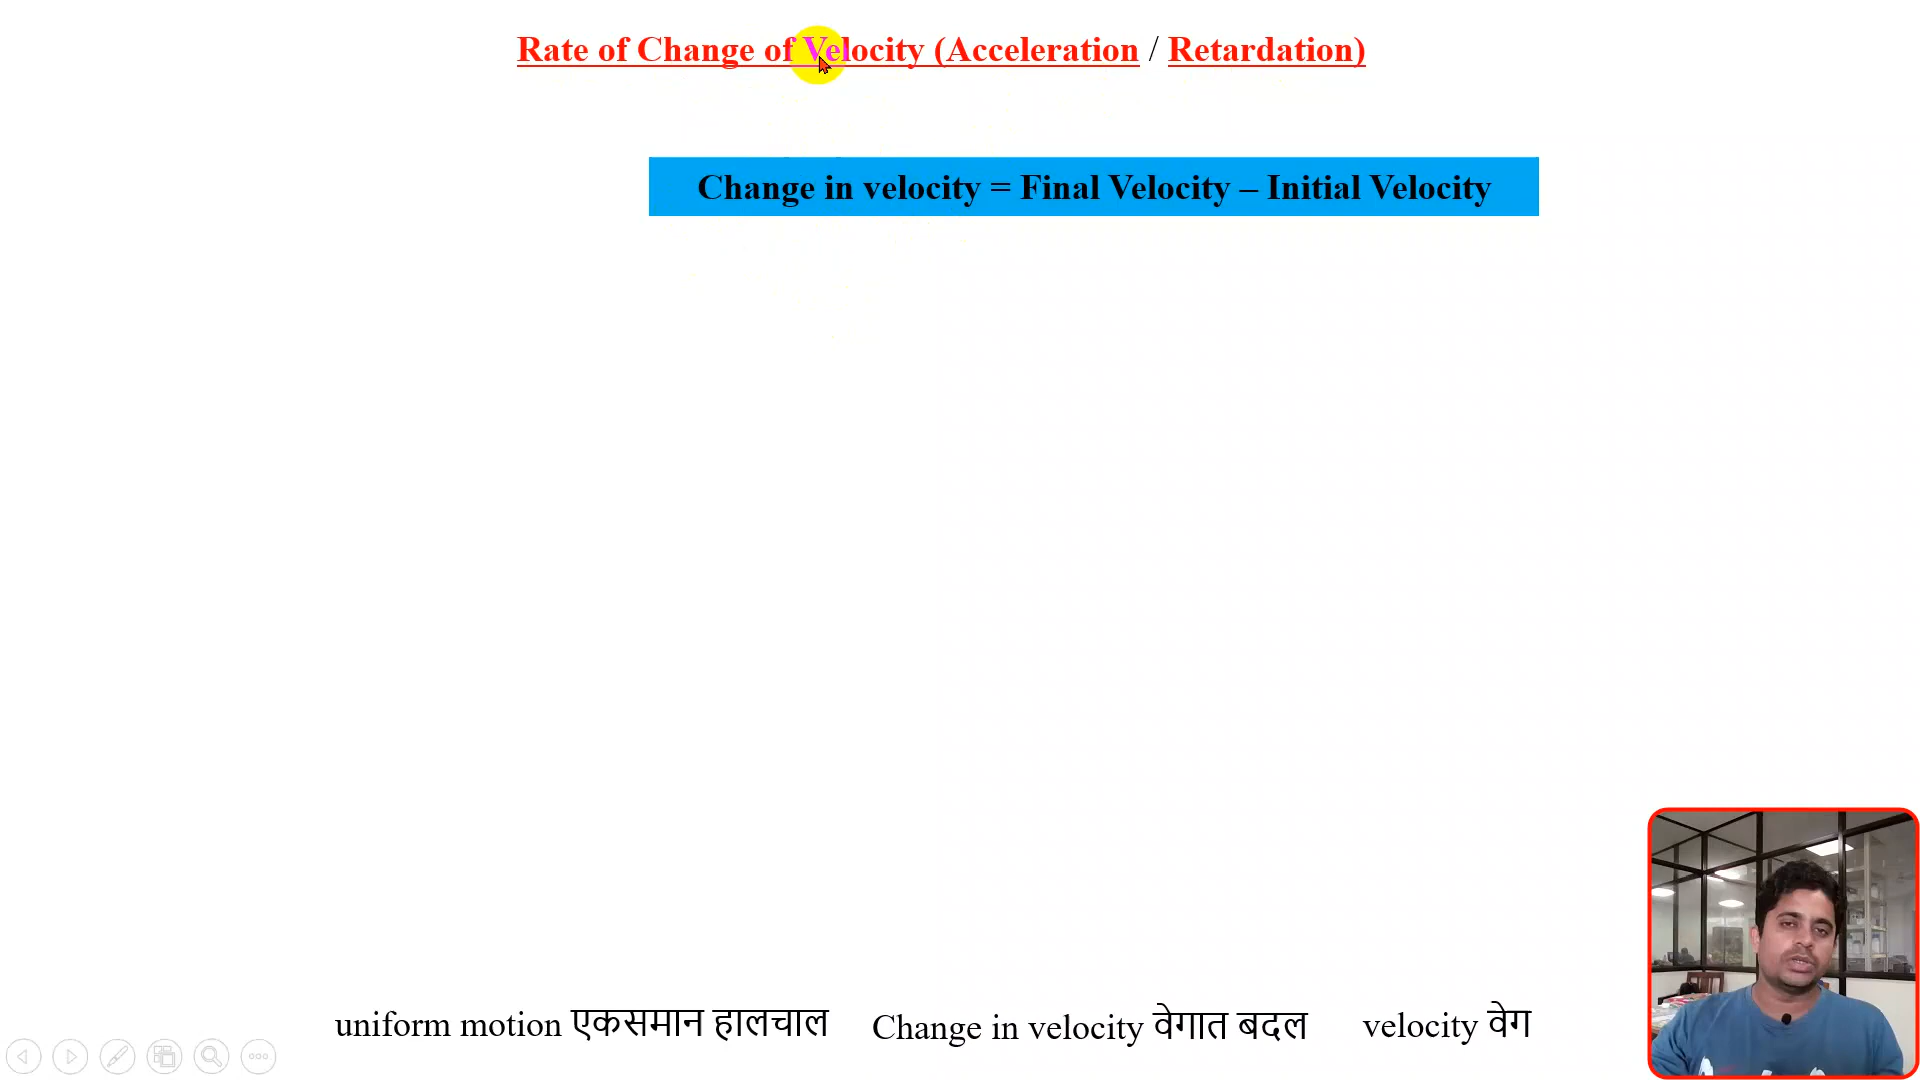 Rate of Change of Velocity (Acceleration / Retardation)
Change in velocity = Final Velocity – Initial Velocity
uniform motion एकसमान हालचाल Change in velocity वेगात बदल velocity वेग